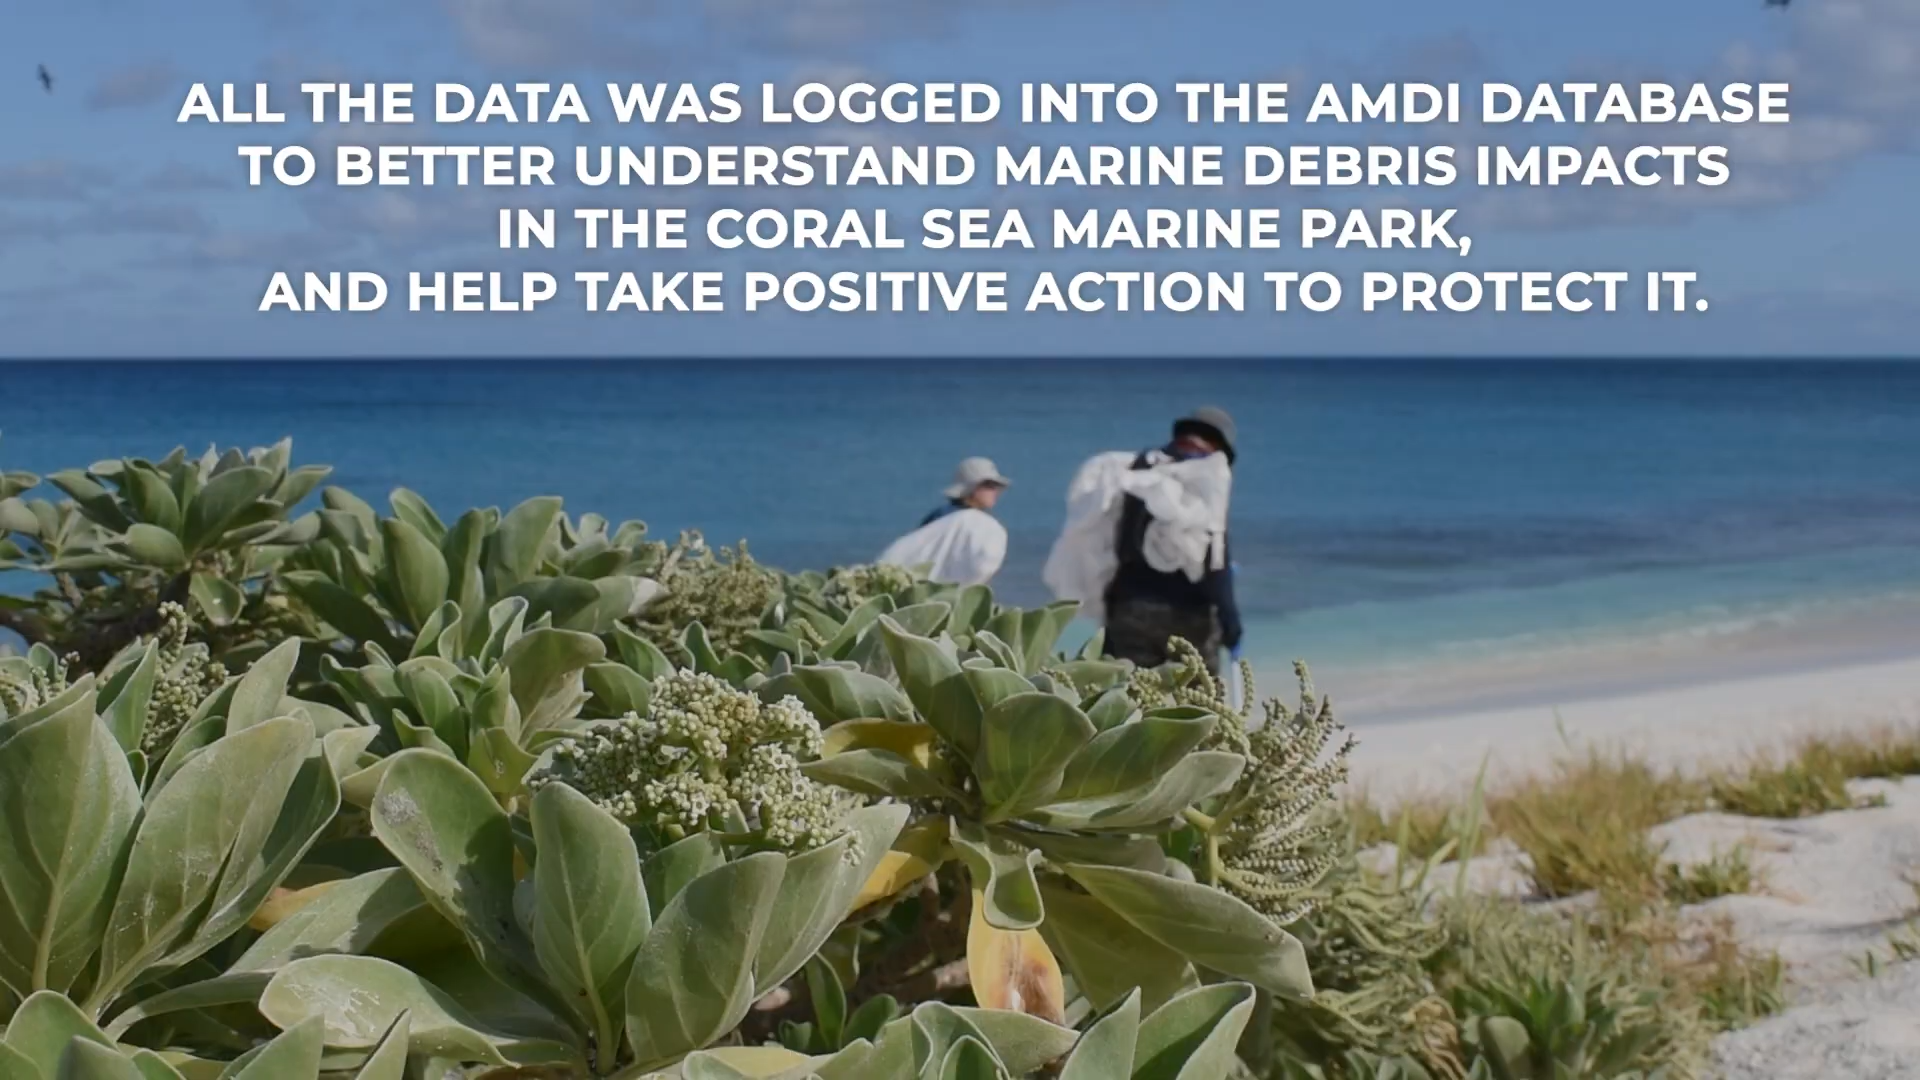 ALL THE DATA WAS LOGGED INTO THE AMDI DATABASE
TO BETTER UNDERSTAND MARINE DEBRIS IMPACTS
IN THE CORAL SEA MARINE PARK,
AND HELP TAKE POSITIVE ACTION TO PROTECT IT.